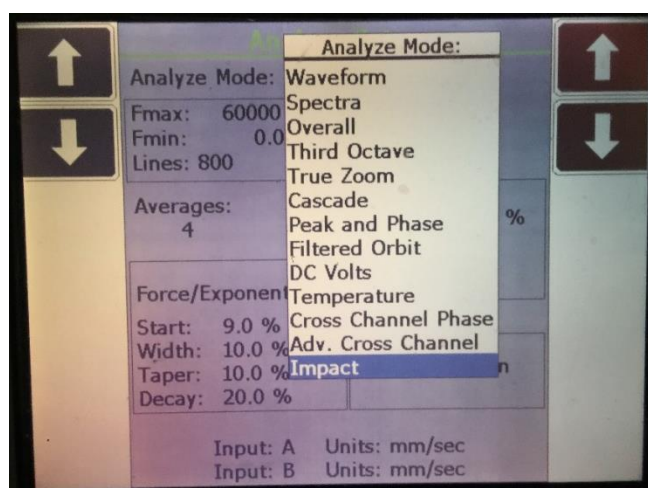 Analyze Mode:
Analyze Mode:
Waveform
Spectra
Overall
Third Octave
True Zoom
Cascade
Peak and Phase
Filtered Orbit
DC Volts
Temperature
Cross Channel Phase
Adv. Cross Channel
Impact
Fmax: 60000
Fmin: 0.0
Lines: 800
Averages:
4
%
Force/Exponent
Start: 9.0 %
Width: 10.0 %
Taper: 10.0 %
Decay: 20.0 %
n
Input: A Units: mm/sec
Input: B Units: mm/sec